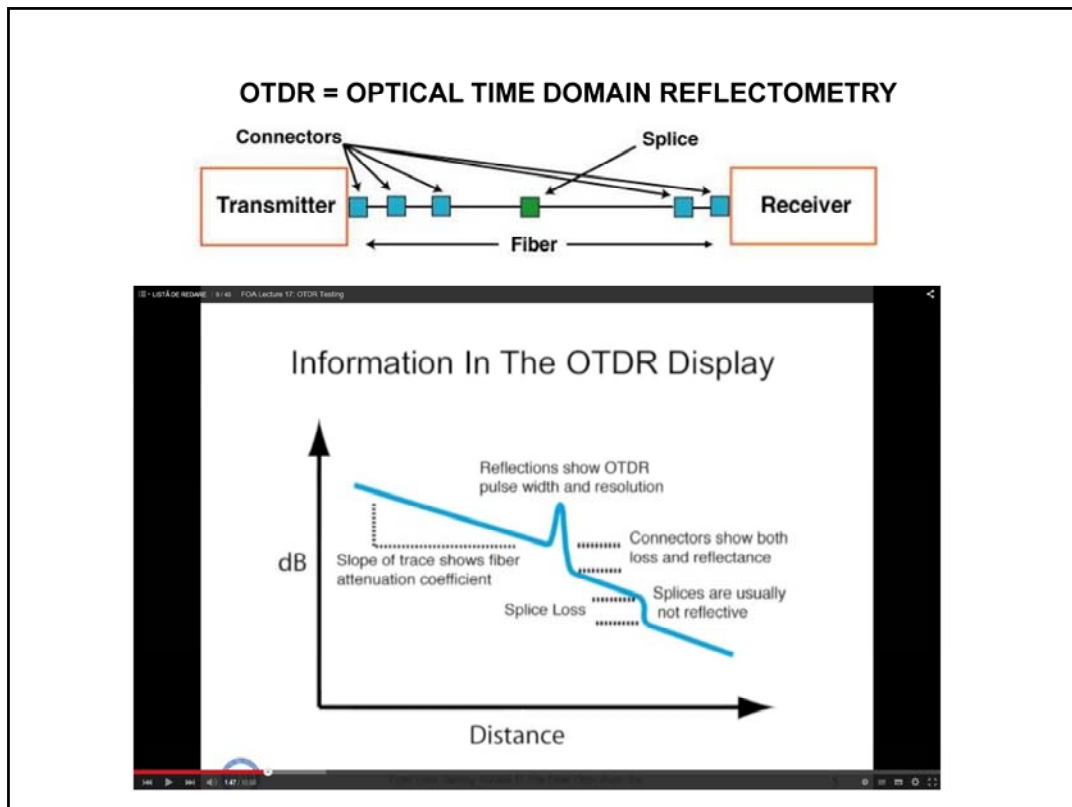 OTDR = OPTICAL TIME DOMAIN REFLECTOMETRY
Connectors
Splice
Transmitter
Receiver
Fiber
LISTĂ DE REDARE
FOA Lecture 17: OTDR Testing
Information In The OTDR Display
Reflections show OTDR
pulse width and resolution
Connectors show both
loss and reflectance
dB
Slope of trace shows fiber
attenuation coefficient
Splice Loss
Splices are usually
not reflective
Distance
1:47